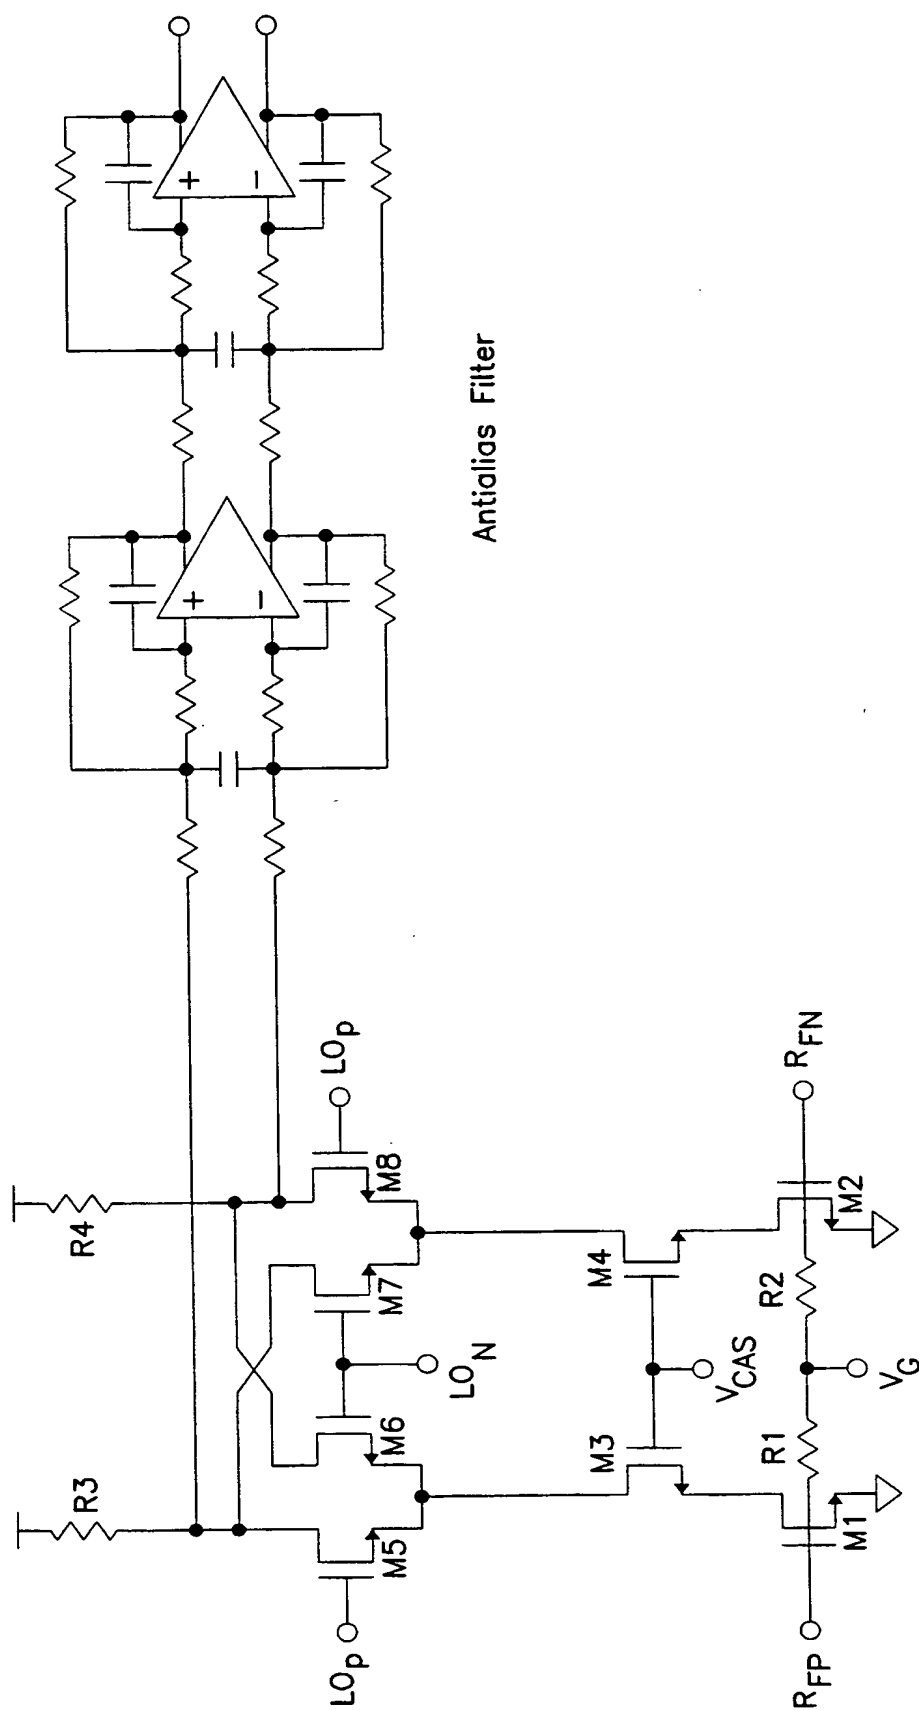 +
−
+
−
Antialias Filter
R3
R4
LOp
M5
M6
LON
M7
M8
LOp
M3
VCAS
M4
RFP
M1
R1
VG
R2
M2
RFN